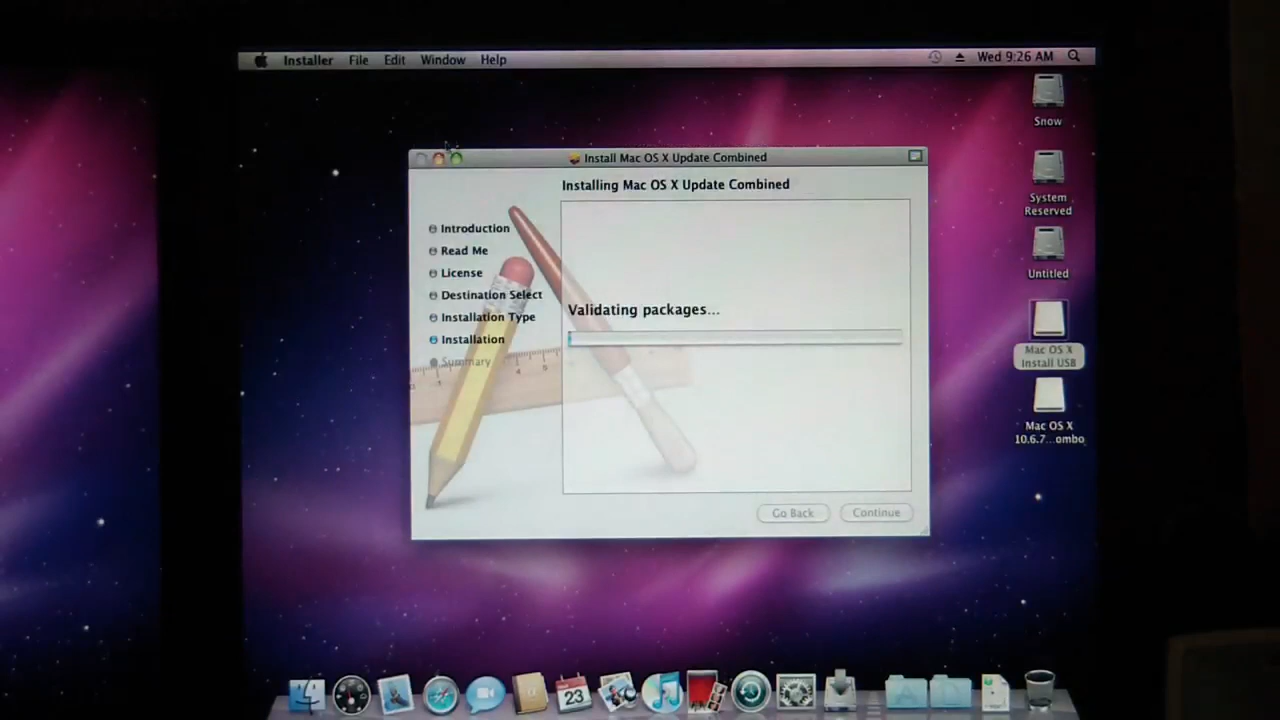 Installer File Edit Window Help Wed 9:26 AM
Snow
System
Reserved
Untitled
Mac OS X
Install USB
Mac OS X
10.6.7...ombo
Install Mac OS X Update Combined
Installing Mac OS X Update Combined
Introduction
Read Me
License
Destination Select
Installation Type
Installation
Summary
Validating packages...
4 5
Go Back Continue
23